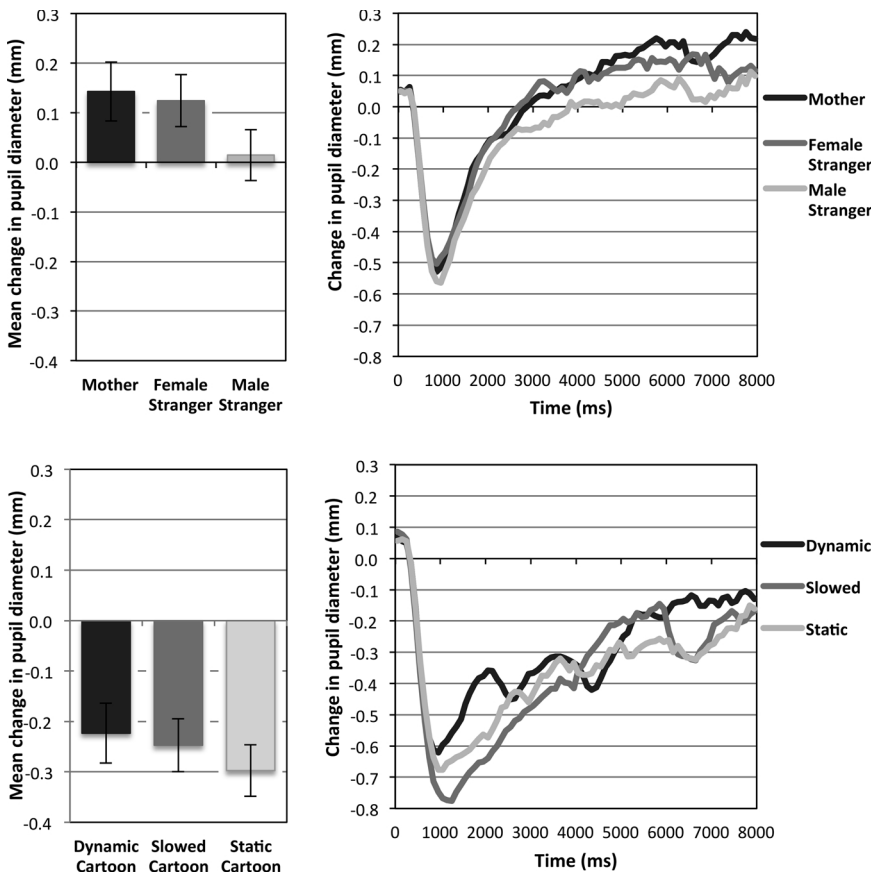 Mean change in pupil diameter (mm)
0.3
0.2
0.1
0.0
-0.1
-0.2
-0.3
-0.4
Mother
Female
Stranger
Male
Stranger
Change in pupil diameter (mm)
0.3
0.2
0.1
0.0
-0.1
-0.2
-0.3
-0.4
-0.5
-0.6
-0.7
-0.8
0 1000 2000 3000 4000 5000 6000 7000 8000
Time (ms)
Mother
Female
Stranger
Male
Stranger
Mean change in pupil diameter (mm)
0.3
0.2
0.1
0.0
-0.1
-0.2
-0.3
-0.4
Dynamic
Cartoon
Slowed
Cartoon
Static
Cartoon
Change in pupil diameter (mm)
0.3
0.2
0.1
0.0
-0.1
-0.2
-0.3
-0.4
-0.5
-0.6
-0.7
-0.8
0 1000 2000 3000 4000 5000 6000 7000 8000
Time (ms)
Dynamic
Slowed
Static